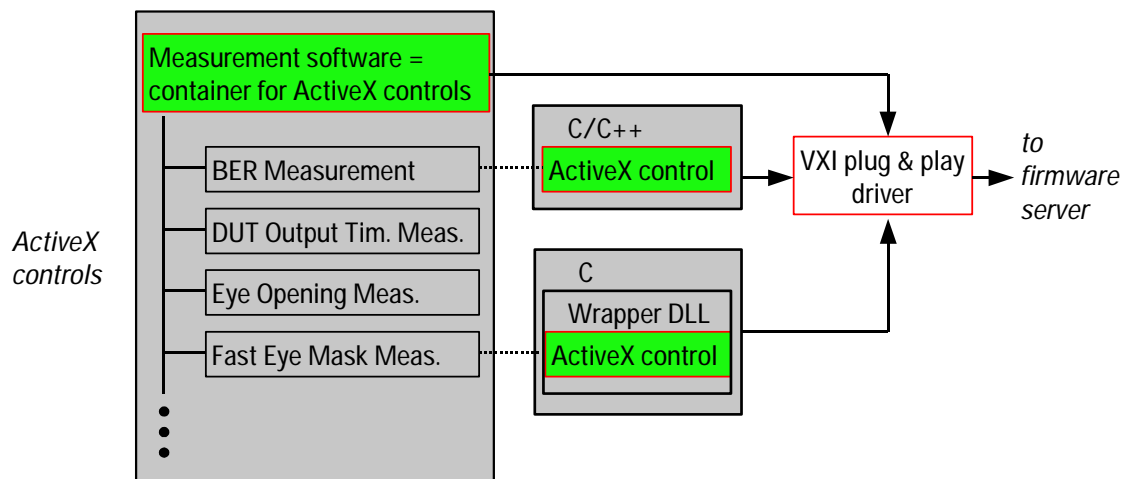 Measurement software =
container for ActiveX controls
BER Measurement
DUT Output Tim. Meas.
Eye Opening Meas.
Fast Eye Mask Meas.
ActiveX
controls
C/C++
ActiveX control
C
Wrapper DLL
ActiveX control
VXI plug & play
driver
to
firmware
server